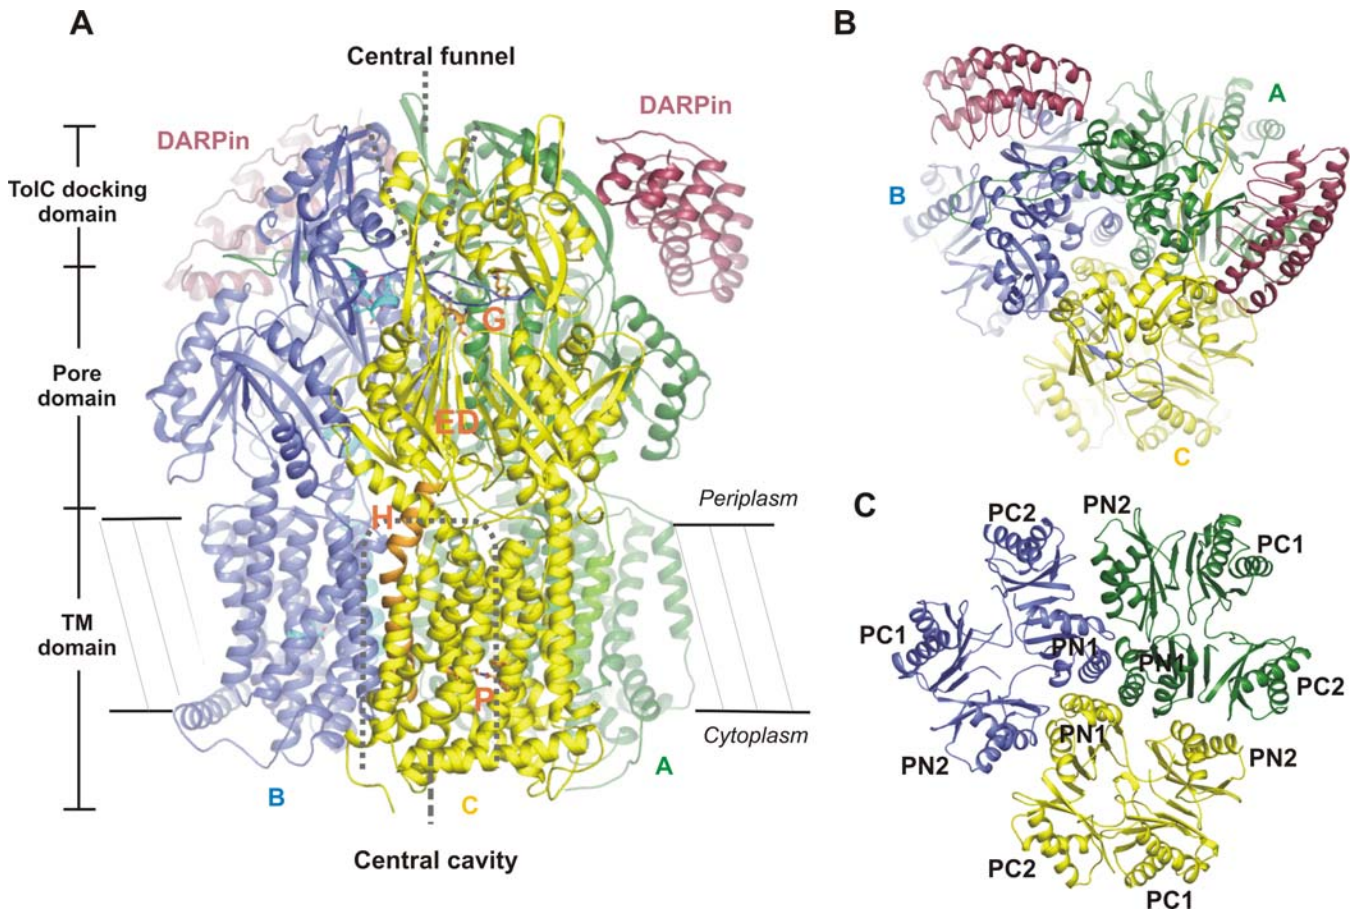 A
Central funnel
DARPin
DARPin
TolC docking
domain
G
Pore
domain
ED
Periplasm
H
TM
domain
P
Cytoplasm
A
B
C
Central cavity
B
A
B
C
C
PC2
PN2
PC1
PC1
PN1
PN1
PC2
PN2
PN1
PN2
PC2
PC1